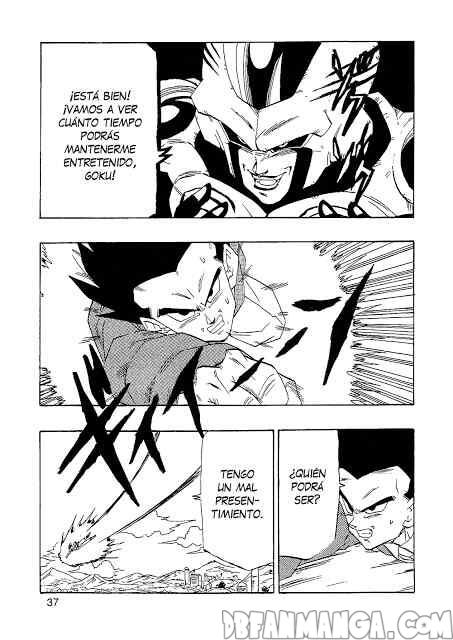 ¡ESTÁ BIEN!
¡VAMOS A VER
CUÁNTO TIEMPO
PODRÁS
MANTENERME
ENTRETENIDO,
GOKU!
¿QUIÉN
PODRÁ
SER?
TENGO
UN MAL
PRESEN-
TIMIENTO.
37
DBFANMANGA.COM